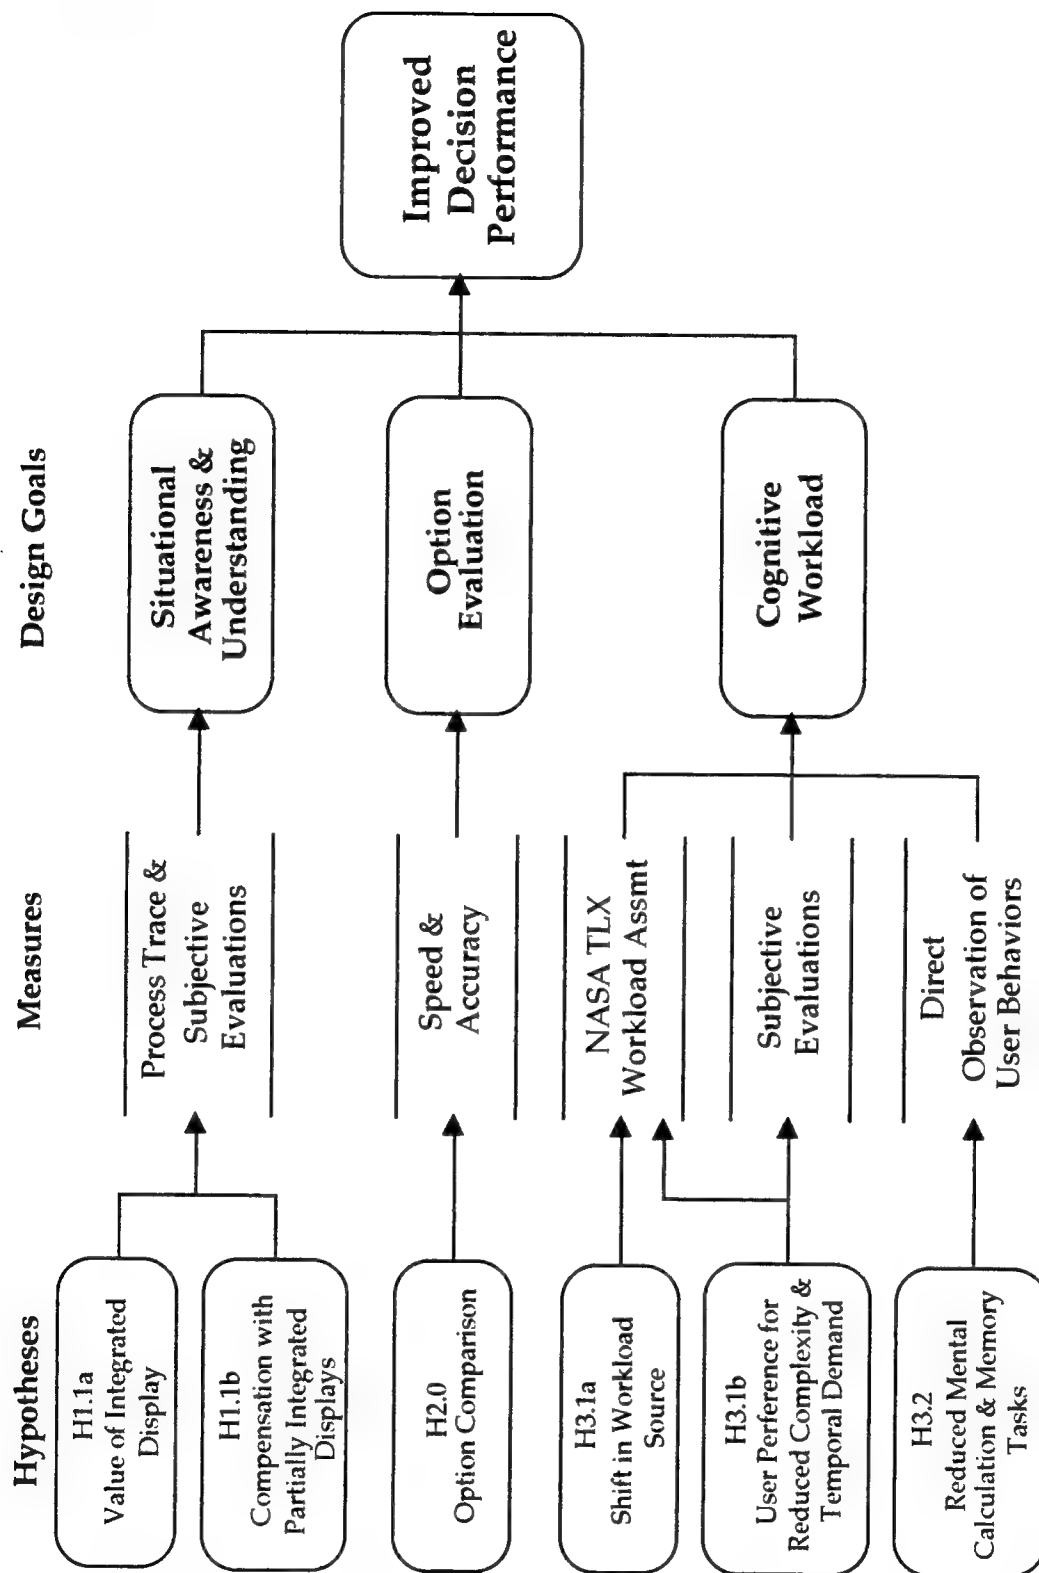 Hypotheses
Measures
Design Goals
H1.1a
Value of Integrated
Display
H1.1b
Compensation with
Partially Integrated
Displays
H2.0
Option Comparison
H3.1a
Shift in Workload
Source
H3.1b
User Perference for
Reduced Complexity &
Temporal Demand
H3.2
Reduced Mental
Calculation & Memory
Tasks
Process Trace &
Subjective
Evaluations
Speed &
Accuracy
NASA TLX
Workload Assmt
Subjective
Evaluations
Direct
Observation of
User Behaviors
Situational
Awareness &
Understanding
Option
Evaluation
Cognitive
Workload
Improved
Decision
Performance